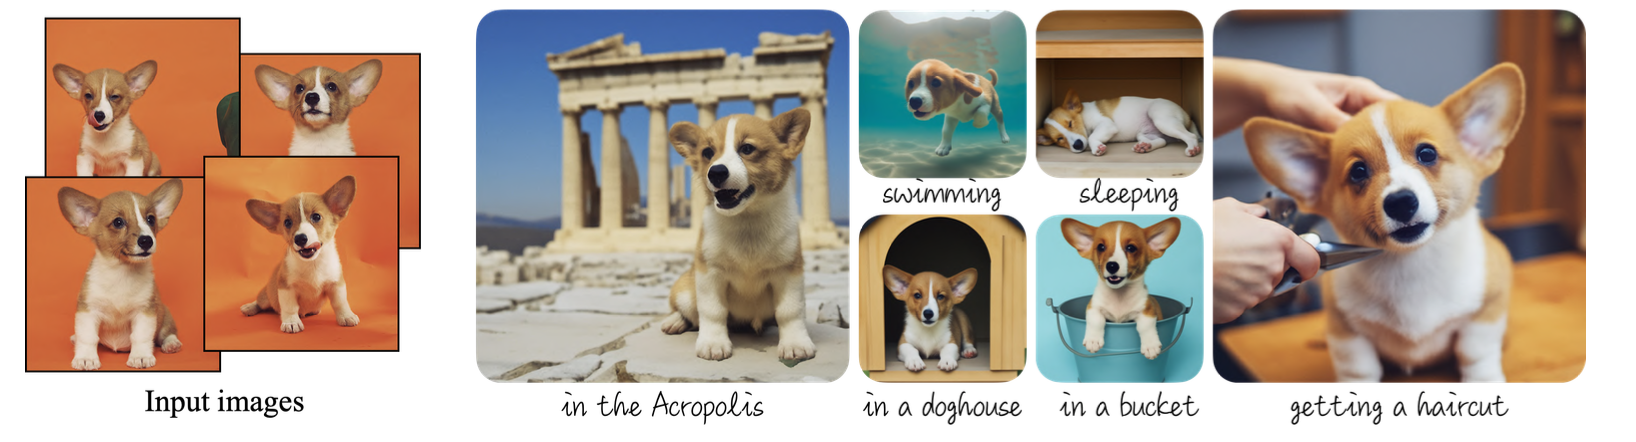 swimming
sleeping
Input images
in the Acropolis
in a doghouse
in a bucket
getting a haircut